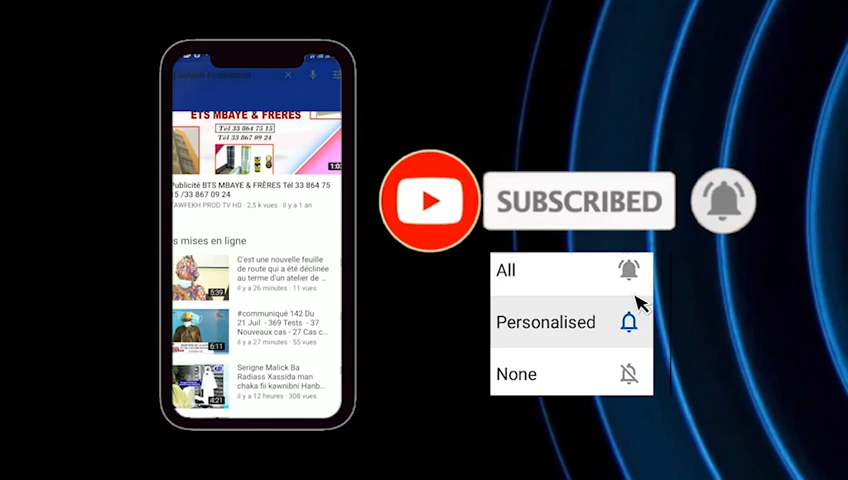 ETS MBAYE & FRÈRES
Tél 33 864 75 15
Tél 33 867 09 24
1:03
Publicité BTS MBAYE & FRÈRES Tél 33 864 75
5 /33 867 09 24
TAWFEKH PROD TV HD · 2,5 k vues · il y a 1 an
s mises en ligne
C'est une nouvelle feuille
de route qui a été déclinée
au terme d'un atelier de ...
il y a 26 minutes · 11 vues
5:39
#communiqué 142 Du
21 Juil - 369 Tests - 37
Nouveaux cas - 27 Cas c...
il y a 27 minutes · 55 vues
6:11
Serigne Malick Ba
Radiass Xassida man
chaka fii kawnibni Hanb...
il y a 12 heures · 308 vues
4:21
SUBSCRIBED
All
Personalised
None